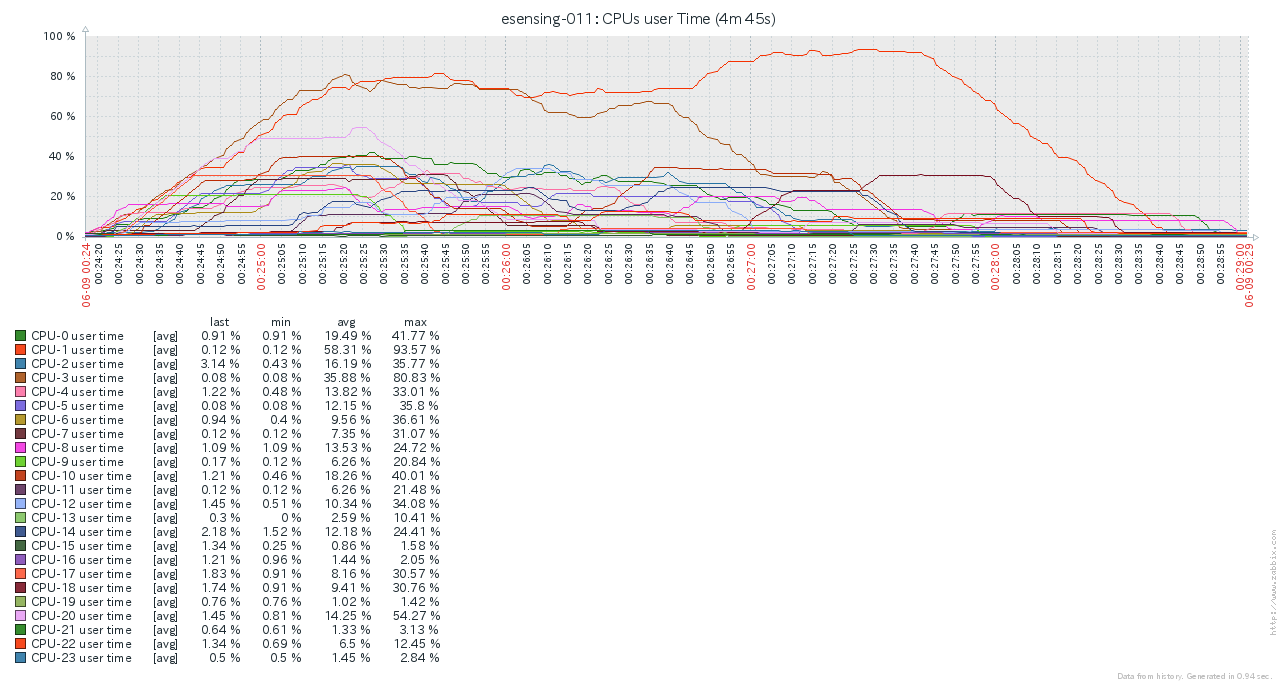 esensing-011: CPUs user Time (4m 45s)
100 %
80 %
60 %
40 %
20 %
0 %
06-09 00:24 00:24:20 00:24:25 00:24:30 00:24:35 00:24:40 00:24:45 00:24:50 00:24:55 00:25:00 00:25:05 00:25:10 00:25:15 00:25:20 00:25:25 00:25:30 00:25:35 00:25:40 00:25:45 00:25:50 00:25:55 00:26:00 00:26:05 00:26:10 00:26:15 00:26:20 00:26:25 00:26:30 00:26:35 00:26:40 00:26:45 00:26:50 00:26:55 00:27:00 00:27:05 00:27:10 00:27:15 00:27:20 00:27:25 00:27:30 00:27:35 00:27:40 00:27:45 00:27:50 00:27:55 00:28:00 00:28:05 00:28:10 00:28:15 00:28:20 00:28:25 00:28:30 00:28:35 00:28:40 00:28:45 00:28:50 00:28:55 00:29:00 06-09 00:29
last min avg max
CPU-0 user time [avg] 0.91 % 0.91 % 19.49 % 41.77 %
CPU-1 user time [avg] 0.12 % 0.12 % 58.31 % 93.57 %
CPU-2 user time [avg] 3.14 % 0.43 % 16.19 % 35.77 %
CPU-3 user time [avg] 0.08 % 0.08 % 35.88 % 80.83 %
CPU-4 user time [avg] 1.22 % 0.48 % 13.82 % 33.01 %
CPU-5 user time [avg] 0.08 % 0.08 % 12.15 % 35.8 %
CPU-6 user time [avg] 0.94 % 0.4 % 9.56 % 36.61 %
CPU-7 user time [avg] 0.12 % 0.12 % 7.35 % 31.07 %
CPU-8 user time [avg] 1.09 % 1.09 % 13.53 % 24.72 %
CPU-9 user time [avg] 0.17 % 0.12 % 6.26 % 20.84 %
CPU-10 user time [avg] 1.21 % 0.46 % 18.26 % 40.01 %
CPU-11 user time [avg] 0.12 % 0.12 % 6.26 % 21.48 %
CPU-12 user time [avg] 1.45 % 0.51 % 10.34 % 34.08 %
CPU-13 user time [avg] 0.3 % 0 % 2.59 % 10.41 %
CPU-14 user time [avg] 2.18 % 1.52 % 12.18 % 24.41 %
CPU-15 user time [avg] 1.34 % 0.25 % 0.86 % 1.58 %
CPU-16 user time [avg] 1.21 % 0.96 % 1.44 % 2.05 %
CPU-17 user time [avg] 1.83 % 0.91 % 8.16 % 30.57 %
CPU-18 user time [avg] 1.74 % 0.91 % 9.41 % 30.76 %
CPU-19 user time [avg] 0.76 % 0.76 % 1.02 % 1.42 %
CPU-20 user time [avg] 1.45 % 0.81 % 14.25 % 54.27 %
CPU-21 user time [avg] 0.64 % 0.61 % 1.33 % 3.13 %
CPU-22 user time [avg] 1.34 % 0.69 % 6.5 % 12.45 %
CPU-23 user time [avg] 0.5 % 0.5 % 1.45 % 2.84 %
http://www.zabbix.com
Data from history. Generated in 0.94 sec.